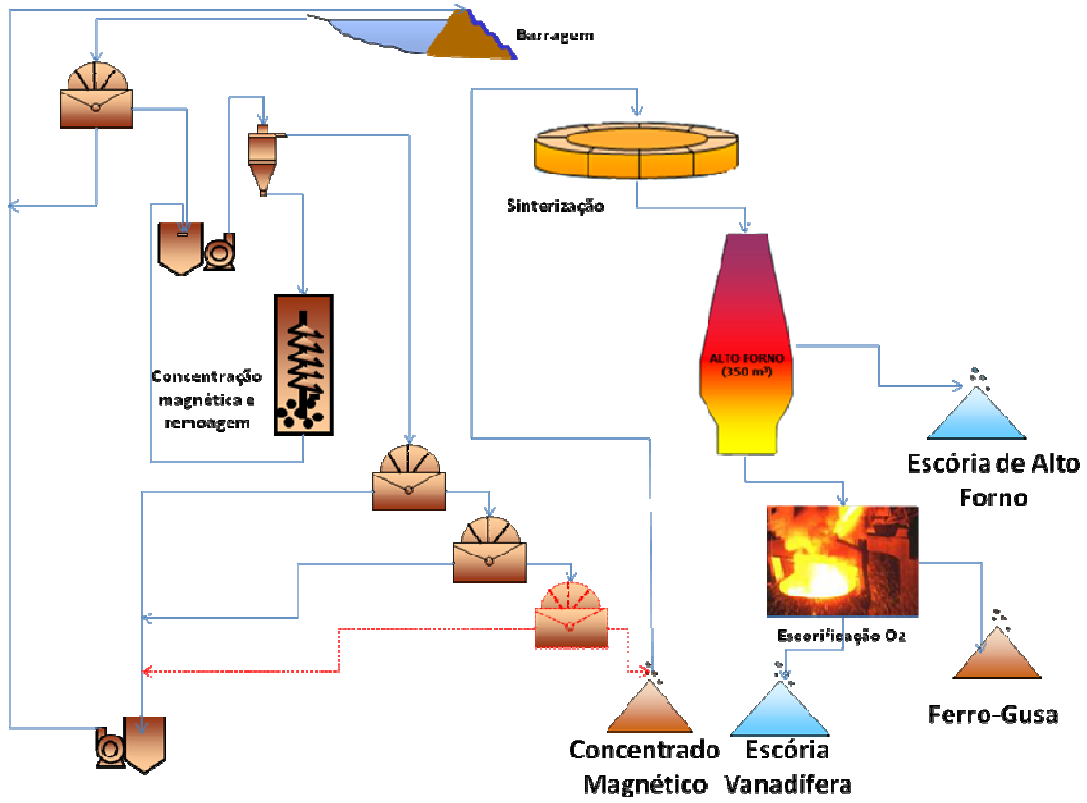 Barragem
Sinterização
ALTO FORNO
(350 m³)
Concentração
magnética e
remoagem
Escória de Alto
Forno
Escorificação O2
Ferro-Gusa
Concentrado
Magnético
Escória
Vanadífera